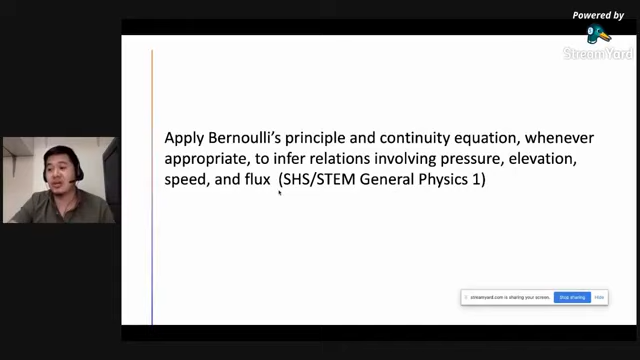 Powered by
StreamYard
Apply Bernoulli's principle and continuity equation, whenever
appropriate, to infer relations involving pressure, elevation,
speed, and flux (SHS/STEM General Physics 1)
streamyard.com is sharing your screen.
Stop sharing
Hide